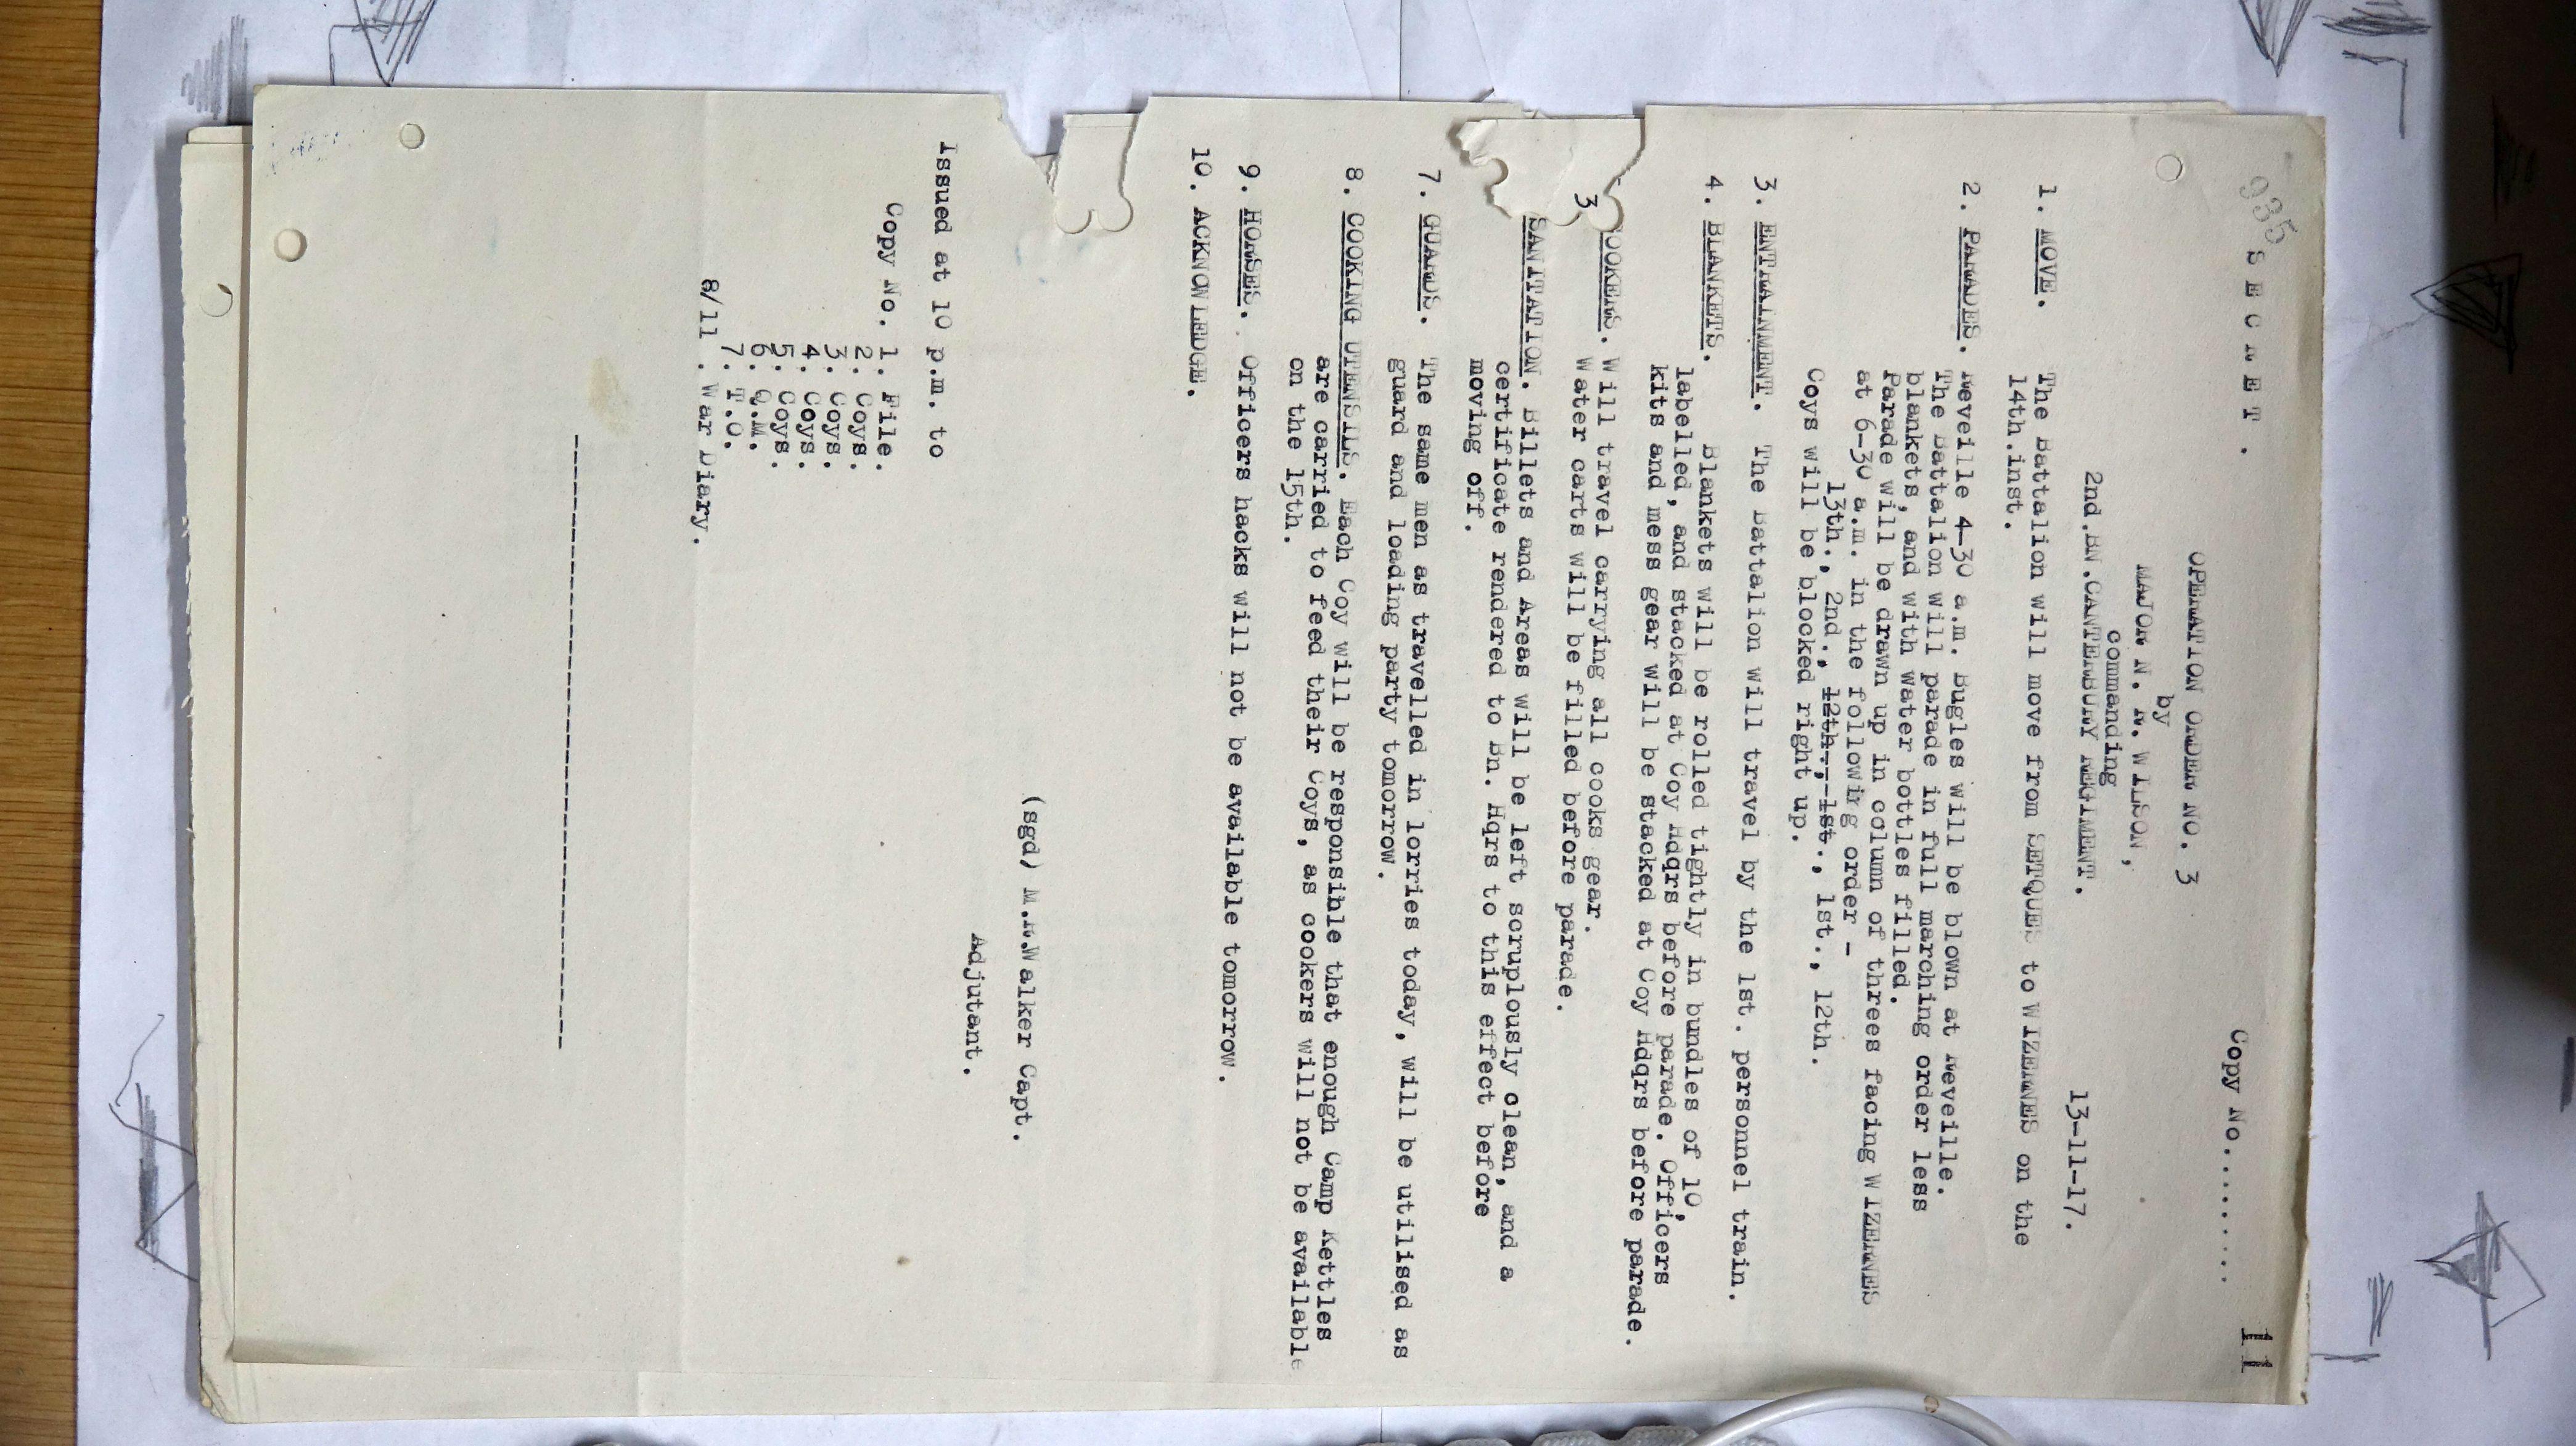 935
S E C R E T .
II
Copy No.........
OPERATION ORDER NO. 3
by
MAJOR N. R. WILSON,
commanding
2nd.BN.CANTERBURY REGIMENT.
13-11-17.
1. MOVE. The Battalion will move from SETQUES to WIZERNES on the
14th.inst.
2. PARADES. Reveille 4-30 a.m. Bugles will be blown at Reveille.
The Battalion will parade in full marching order less
blankets, and with water bottles filled.
Parade will be drawn up in column of threes facing WIZERNES
at 6-30 a.m. in the following order -
13th., 2nd., 12th., 1st., 1st., 12th.
Coys will be blocked right up.
3. ENTRAINMENT. The Battalion will travel by the 1st. personnel train.
4. BLANKETS. Blankets will be rolled tightly in bundles of 10,
labelled, and stacked at Coy Hdqrs before parade. Officers
kits and mess gear will be stacked at Coy Hdqrs before parade.
OOKERS. Will travel carrying all cooks gear.
3 Water carts will be filled before parade.
SANITATION. Billets and Areas will be left scruplously clean, and a
certificate rendered to Bn. Hqrs to this effect before
moving off.
7. GUARDS. The same men as travelled in lorries today, will be utilised as
guard and loading party tomorrow.
8. COOKING UTENSILS. Each Coy will be responsible that enough Camp Kettles
are carried to feed their Coys, as cookers will not be available
on the 15th.
9. HORSES. Officers hacks will not be available tomorrow.
10. ACKNOWLEDGE.
(sgd) M.R.Walker Capt.
Adjutant.
Issued at 10 p.m. to
Copy No. 1. File.
2. Coys.
3. Coys.
4. Coys.
5. Coys.
6. Q.M.
7. T.O.
8/11 . War Diary.